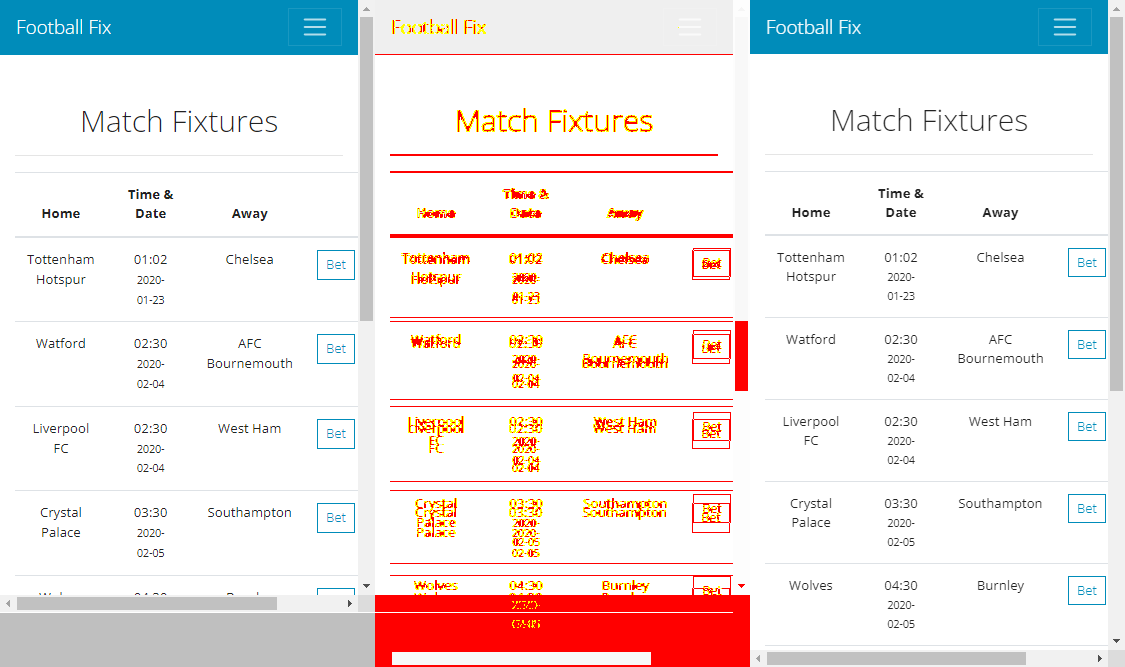 Football Fix
Match Fixtures
Time &
Date
Home
Away
Tottenham
Hotspur
01:02
2020-
01-23
Chelsea
Bet
Watford
02:30
2020-
02-04
AFC
Bournemouth
Bet
Liverpool
FC
02:30
2020-
02-04
West Ham
Bet
Crystal
Palace
03:30
2020-
02-05
Southampton
Bet
Football Fix
Match Fixtures
Time &
Date
Home
Away
Tottenham
Hotspur
01:02
2020-
01-23
Chelsea
Bet
Watford
02:30
2020-
02-04
AFC
Bournemouth
Bet
Liverpool
FC
02:30
2020-
02-04
West Ham
Bet
Crystal
Palace
03:30
2020-
02-05
Southampton
Bet
Wolves
04:30
2020-
02-05
Burnley
Bet
Football Fix
Match Fixtures
Time &
Date
Home
Away
Tottenham
Hotspur
01:02
2020-
01-23
Chelsea
Bet
Watford
02:30
2020-
02-04
AFC
Bournemouth
Bet
Liverpool
FC
02:30
2020-
02-04
West Ham
Bet
Crystal
Palace
03:30
2020-
02-05
Southampton
Bet
Wolves
04:30
2020-
02-05
Burnley
Bet